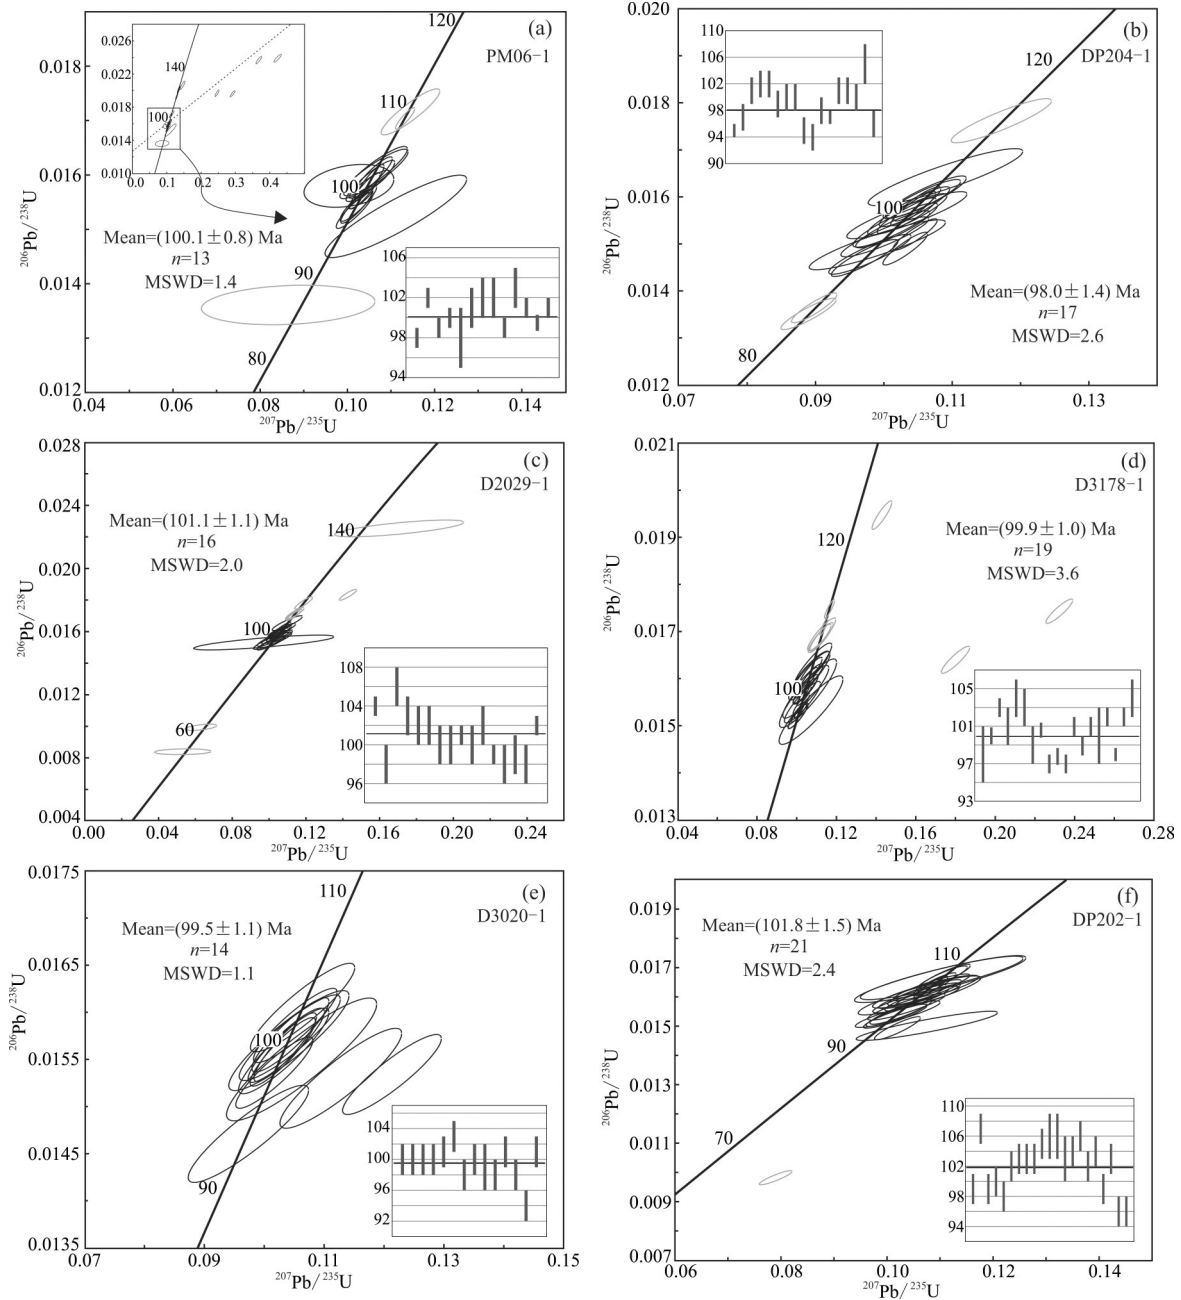 (a)
PM06−1
120
110
100
90
80
0.018
0.016
0.014
0.012
0.04
0.06
0.08
0.10
0.12
0.14
²⁰⁶Pb/²³⁸U
²⁰⁷Pb/²³⁵U
0.026
0.022
0.018
0.014
0.010
0.0
0.1
0.2
0.3
0.4
140
100
Mean=(100.1±0.8) Ma
n=13
MSWD=1.4
106
102
100
94
(b)
DP204−1
120
100
80
0.020
0.018
0.016
0.014
0.012
0.07
0.09
0.11
0.13
²⁰⁶Pb/²³⁸U
²⁰⁷Pb/²³⁵U
110
106
102
98
94
90
Mean=(98.0±1.4) Ma
n=17
MSWD=2.6
(c)
D2029−1
140
100
60
0.028
0.024
0.020
0.016
0.012
0.008
0.004
0.00
0.04
0.08
0.12
0.16
0.20
0.24
²⁰⁶Pb/²³⁸U
²⁰⁷Pb/²³⁵U
Mean=(101.1±1.1) Ma
n=16
MSWD=2.0
108
104
100
96
(d)
D3178−1
120
100
0.021
0.019
0.017
0.015
0.013
0.04
0.08
0.12
0.16
0.20
0.24
0.28
²⁰⁶Pb/²³⁸U
²⁰⁷Pb/²³⁵U
Mean=(99.9±1.0) Ma
n=19
MSWD=3.6
105
101
97
93
(e)
D3020−1
110
100
90
0.0175
0.0165
0.0155
0.0145
0.0135
0.07
0.09
0.11
0.13
0.15
²⁰⁶Pb/²³⁸U
²⁰⁷Pb/²³⁵U
Mean=(99.5±1.1) Ma
n=14
MSWD=1.1
104
100
96
92
(f)
DP202−1
110
90
70
0.019
0.017
0.015
0.013
0.011
0.009
0.007
0.06
0.08
0.10
0.12
0.14
²⁰⁶Pb/²³⁸U
²⁰⁷Pb/²³⁵U
Mean=(101.8±1.5) Ma
n=21
MSWD=2.4
110
106
102
98
94